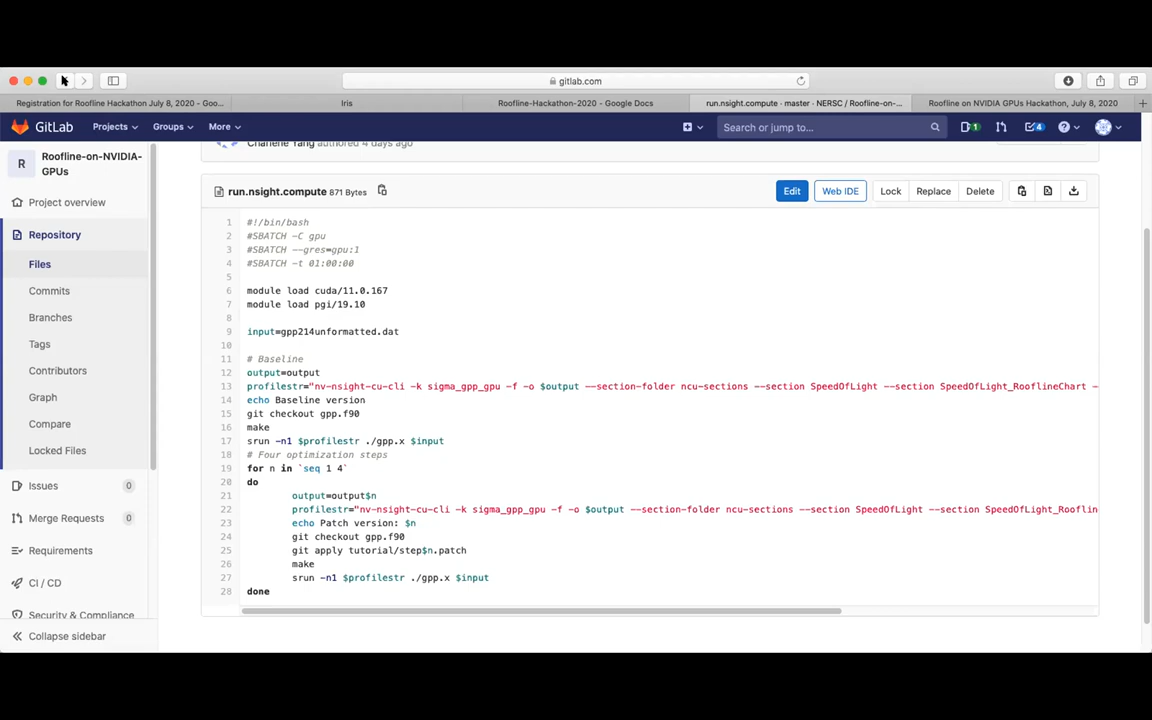 gitlab.com
Registration for Roofline Hackathon July 8, 2020 - Goo...
Iris
Roofline-Hackathon-2020 - Google Docs
run.nsight.compute · master · NERSC / Roofline-on-...
Roofline on NVIDIA GPUs Hackathon, July 8, 2020
GitLab
Projects
Groups
More
Search or jump to...
1
4
R
Roofline-on-NVIDIA-
GPUs
Project overview
Repository
Files
Commits
Branches
Tags
Contributors
Graph
Compare
Locked Files
Issues 0
Merge Requests 0
Requirements
CI / CD
Security & Compliance
Collapse sidebar
Charlene Yang authored 4 days ago
run.nsight.compute 871 Bytes
Edit
Web IDE
Lock
Replace
Delete
1 #!/bin/bash
2 #SBATCH -C gpu
3 #SBATCH --gres=gpu:1
4 #SBATCH -t 01:00:00
5
6 module load cuda/11.0.167
7 module load pgi/19.10
8
9 input=gpp214unformatted.dat
10
11 # Baseline
12 output=output
13 profilestr="nv-nsight-cu-cli -k sigma_gpp_gpu -f -o $output --section-folder ncu-sections --section SpeedOfLight --section SpeedOfLight_RooflineChart -
14 echo Baseline version
15 git checkout gpp.f90
16 make
17 srun -n1 $profilestr ./gpp.x $input
18 # Four optimization steps
19 for n in `seq 1 4`
20 do
21 output=output$n
22 profilestr="nv-nsight-cu-cli -k sigma_gpp_gpu -f -o $output --section-folder ncu-sections --section SpeedOfLight --section SpeedOfLight_Rooflin
23 echo Patch version: $n
24 git checkout gpp.f90
25 git apply tutorial/step$n.patch
26 make
27 srun -n1 $profilestr ./gpp.x $input
28 done